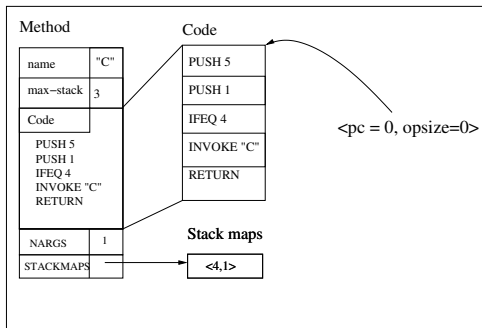 Method
name "C"
max-stack 3
Code
PUSH 5
PUSH 1
IFEQ 4
INVOKE "C"
RETURN
NARGS 1
STACKMAPS
Code
PUSH 5
PUSH 1
IFEQ 4
INVOKE "C"
RETURN
Stack maps
<4,1>
<pc = 0, opsize=0>